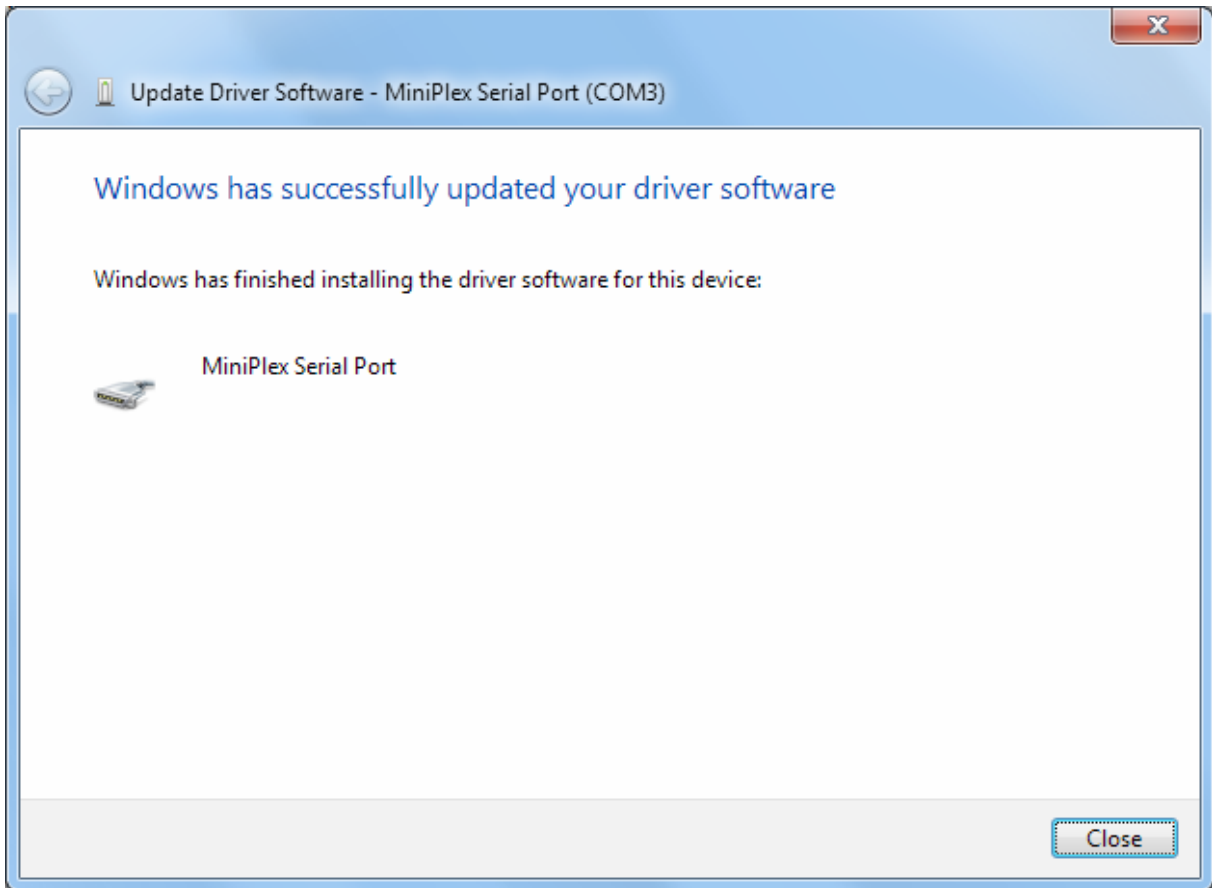 Update Driver Software - MiniPlex Serial Port (COM3)
Windows has successfully updated your driver software
Windows has finished installing the driver software for this device:
MiniPlex Serial Port
Close